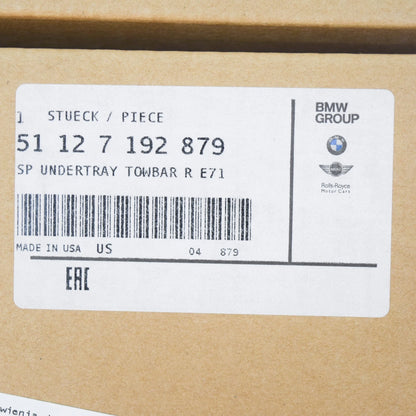 1 STUECK / PIECE
51 12 7 192 879
SP UNDERTRAY TOWBAR R E71
MADE IN USA US 04 879
EAC
BMW
GROUP
Rolls-Royce
Motor Cars